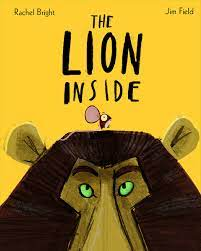 Rachel Bright
Jim Field
THE
LION
INSIDE